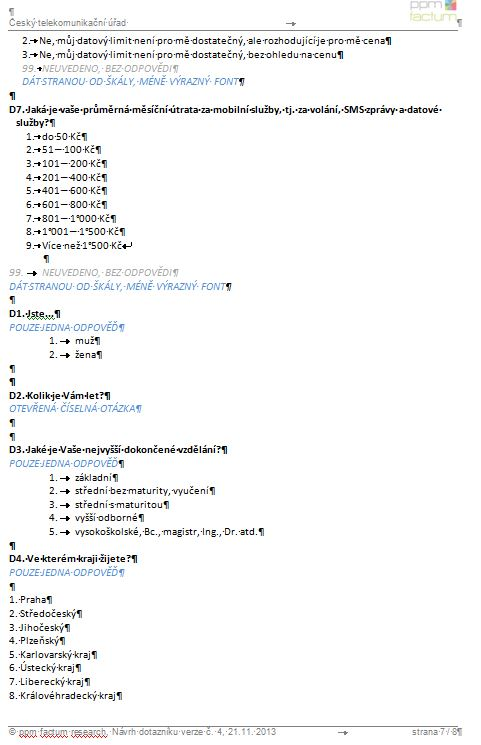 ppm
factum
Český telekomunikační úřad
2. Ne, můj datový limit není pro mě dostatečný, ale rozhodující je pro mě cena
3. Ne, můj datový limit není pro mě dostatečný, bez ohledu na cenu
99. NEUVEDENO, BEZ ODPOVĚDI
DÁT STRANOU OD ŠKÁLY, MÉNĚ VÝRAZNÝ FONT
D7. Jaká je vaše průměrná měsíční útrata za mobilní služby, tj. za volání, SMS zprávy a datové
služby?
1. do 50 Kč
2. 51 – 100 Kč
3. 101 – 200 Kč
4. 201 – 400 Kč
5. 401 – 600 Kč
6. 601 – 800 Kč
7. 801 – 1°000 Kč
8. 1°001 – 1°500 Kč
9. Více než 1°500 Kč
99. NEUVEDENO, BEZ ODPOVĚDI
DÁT STRANOU OD ŠKÁLY, MÉNĚ VÝRAZNÝ FONT
D1. Jste...
POUZE JEDNA ODPOVĚĎ
1. muž
2. žena
D2. Kolik je Vám let?
OTEVŘENÁ ČÍSELNÁ OTÁZKA
D3. Jaké je Vaše nejvyšší dokončené vzdělání?
POUZE JEDNA ODPOVĚĎ
1. základní
2. střední bez maturity, vyučení
3. střední s maturitou
4. vyšší odborné
5. vysokoškolské, Bc., magistr, Ing., Dr. atd.
D4. Ve kterém kraji žijete?
POUZE JEDNA ODPOVĚĎ
1. Praha
2. Středočeský
3. Jihočeský
4. Plzeňský
5. Karlovarský kraj
6. Ústecký kraj
7. Liberecký kraj
8. Královéhradecký kraj
© ppm factum research, Návrh dotazníku verze č. 4, 21.11. 2013 strana 7 / 8